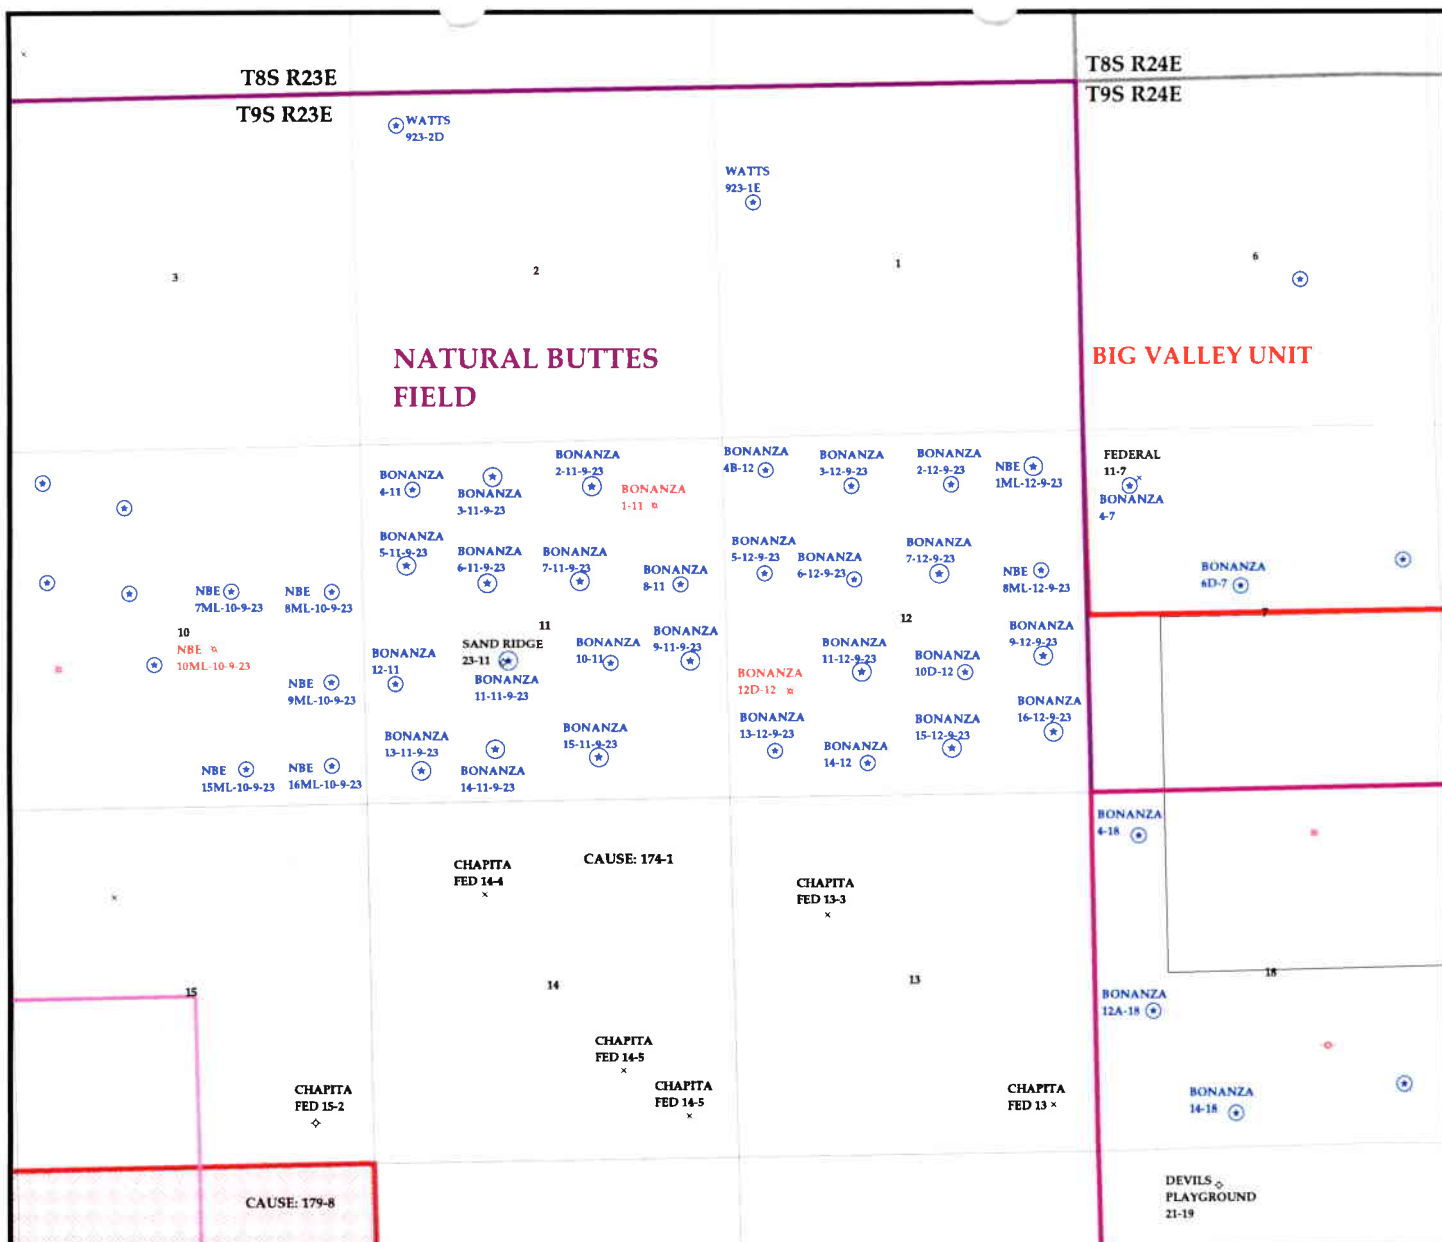 T8S R23E
T9S R23E
T8S R24E
T9S R24E
WATTS
923-2D
WATTS
923-1E
3
2
1
6
NATURAL BUTTES
FIELD
BIG VALLEY UNIT
BONANZA
4-11
BONANZA
3-11-9-23
BONANZA
2-11-9-23
BONANZA
1-11
BONANZA
4B-12
BONANZA
3-12-9-23
BONANZA
2-12-9-23
NBE
1ML-12-9-23
FEDERAL
11-7
BONANZA
4-7
BONANZA
5-11-9-23
BONANZA
6-11-9-23
BONANZA
7-11-9-23
BONANZA
8-11
BONANZA
5-12-9-23
BONANZA
6-12-9-23
BONANZA
7-12-9-23
NBE
8ML-12-9-23
BONANZA
6D-7
NBE
7ML-10-9-23
NBE
8ML-10-9-23
10
11
12
7
NBE
10ML-10-9-23
NBE
9ML-10-9-23
BONANZA
12-11
SAND RIDGE
23-11
BONANZA
11-11-9-23
BONANZA
10-11
BONANZA
9-11-9-23
BONANZA
12D-12
BONANZA
11-12-9-23
BONANZA
10D-12
BONANZA
9-12-9-23
NBE
15ML-10-9-23
NBE
16ML-10-9-23
BONANZA
13-11-9-23
BONANZA
14-11-9-23
BONANZA
15-11-9-23
BONANZA
13-12-9-23
BONANZA
14-12
BONANZA
15-12-9-23
BONANZA
16-12-9-23
BONANZA
4-18
CHAPITA
FED 14-4
CAUSE: 174-1
CHAPITA
FED 13-3
15
14
13
18
BONANZA
12A-18
CHAPITA
FED 14-5
CHAPITA
FED 14-5
CHAPITA
FED 15-2
CHAPITA
FED 13
BONANZA
14-18
CAUSE: 179-8
DEVILS
PLAYGROUND
21-19